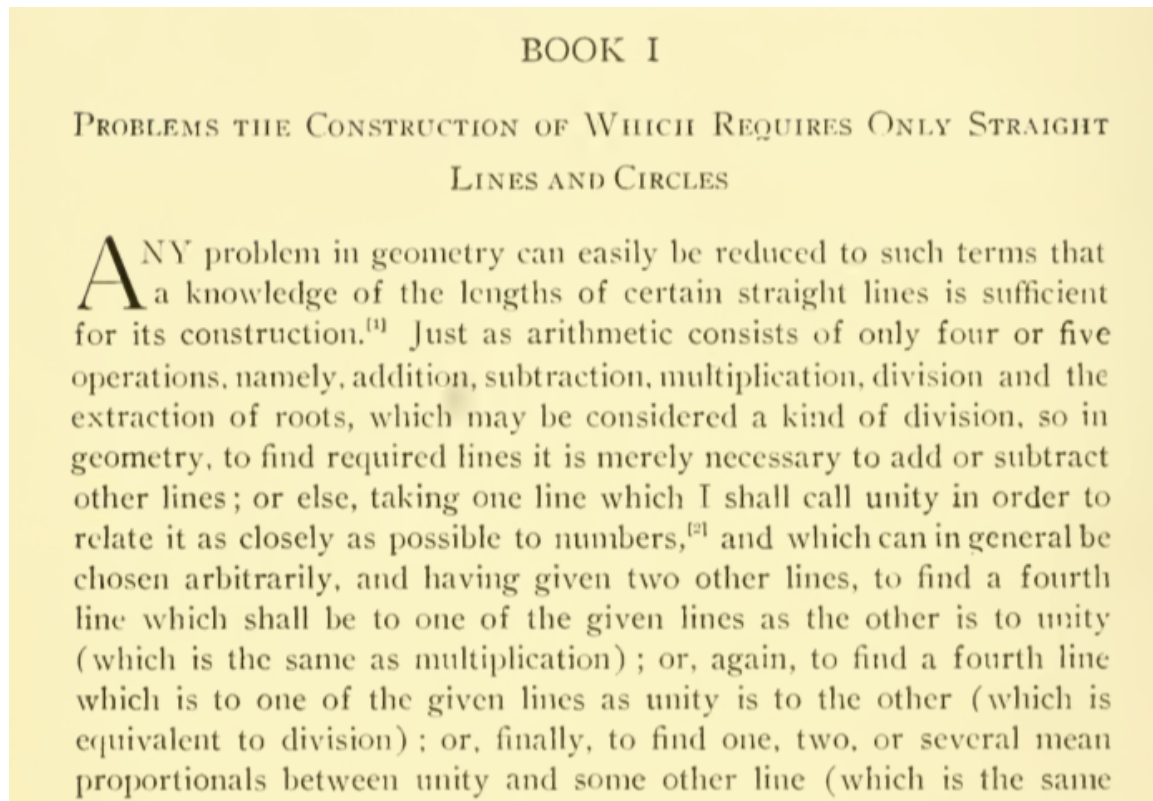 BOOK I
PROBLEMS THE CONSTRUCTION OF WHICH REQUIRES ONLY STRAIGHT
LINES AND CIRCLES
ANY problem in geometry can easily be reduced to such terms that
a knowledge of the lengths of certain straight lines is sufficient
for its construction.[1] Just as arithmetic consists of only four or five
operations, namely, addition, subtraction, multiplication, division and the
extraction of roots, which may be considered a kind of division, so in
geometry, to find required lines it is merely necessary to add or subtract
other lines; or else, taking one line which I shall call unity in order to
relate it as closely as possible to numbers,[2] and which can in general be
chosen arbitrarily, and having given two other lines, to find a fourth
line which shall be to one of the given lines as the other is to unity
(which is the same as multiplication) ; or, again, to find a fourth line
which is to one of the given lines as unity is to the other (which is
equivalent to division) ; or, finally, to find one, two, or several mean
proportionals between unity and some other line (which is the same